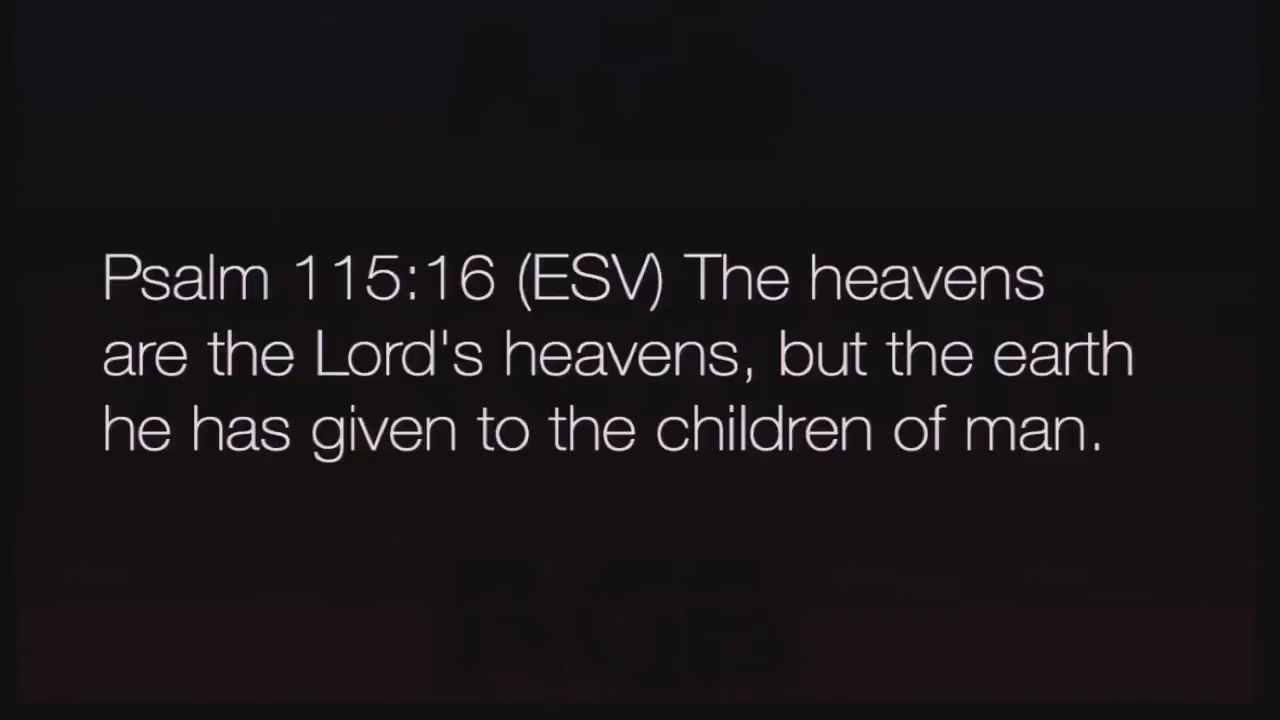 Psalm 115:16 (ESV) The heavens
are the Lord's heavens, but the earth
he has given to the children of man.